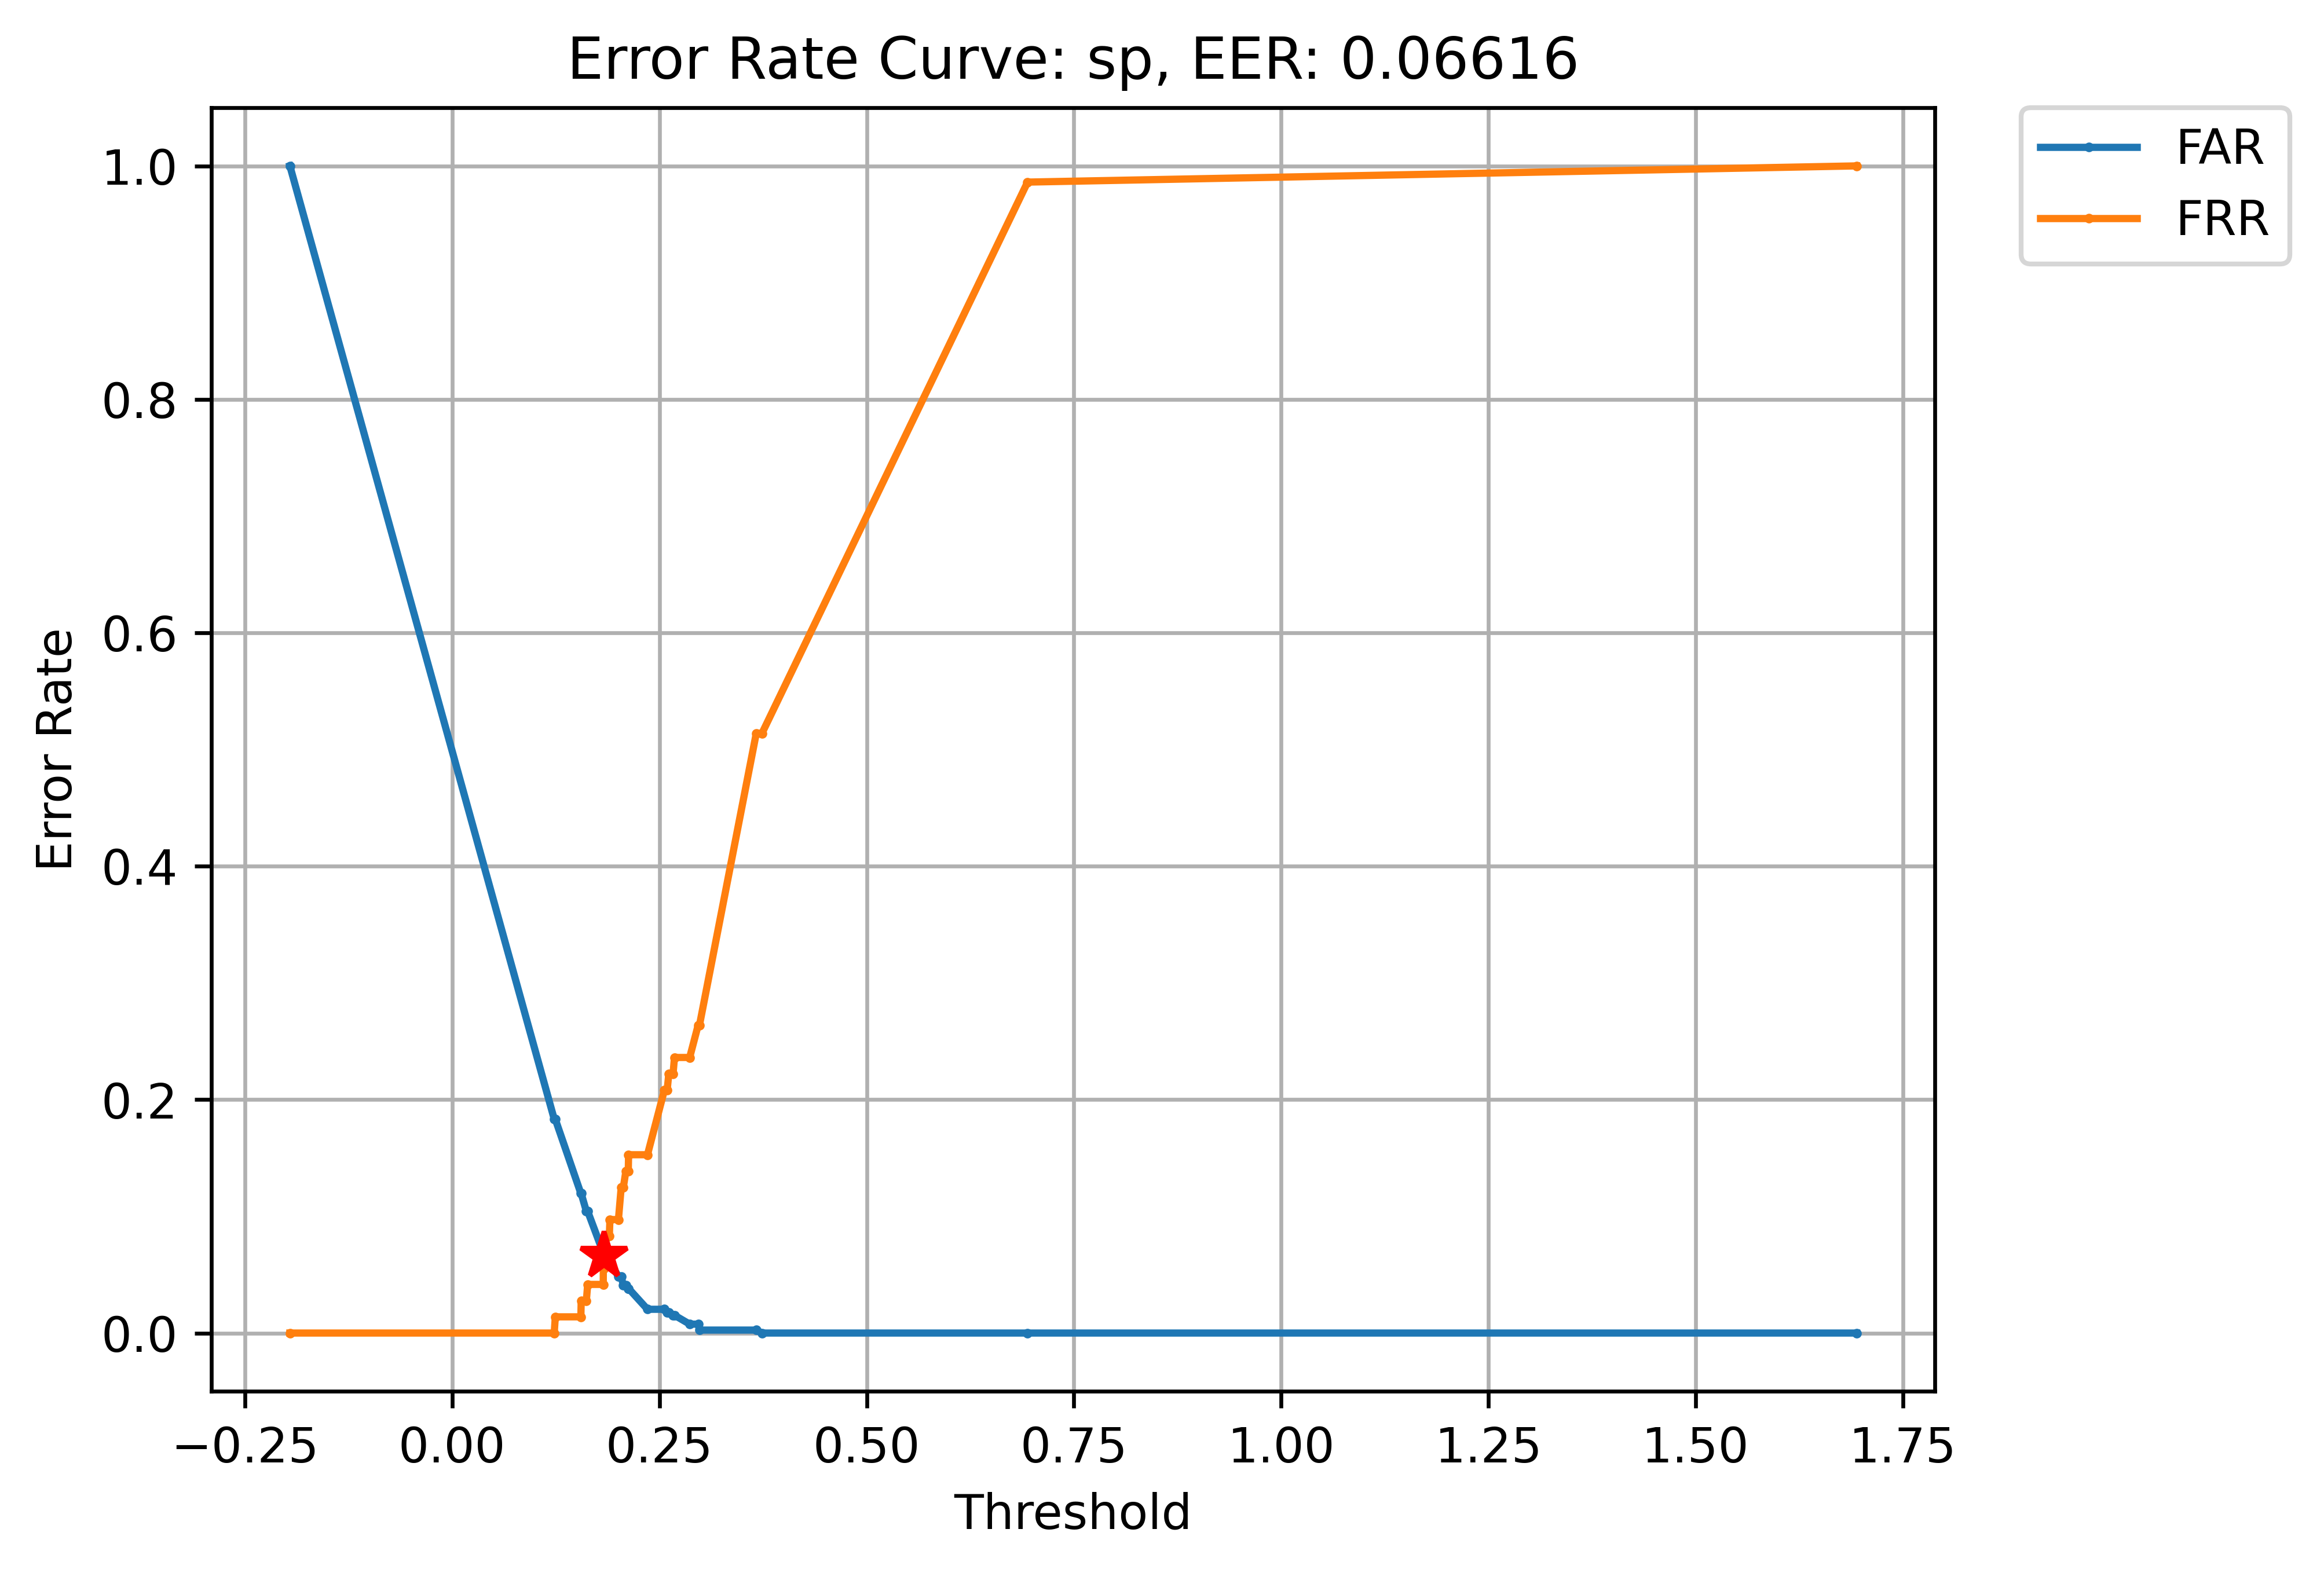 Error Rate Curve: sp, EER: 0.06616
FAR
FRR
1.0
0.8
0.6
0.4
0.2
0.0
Error Rate
−0.25 0.00 0.25 0.50 0.75 1.00 1.25 1.50 1.75
Threshold